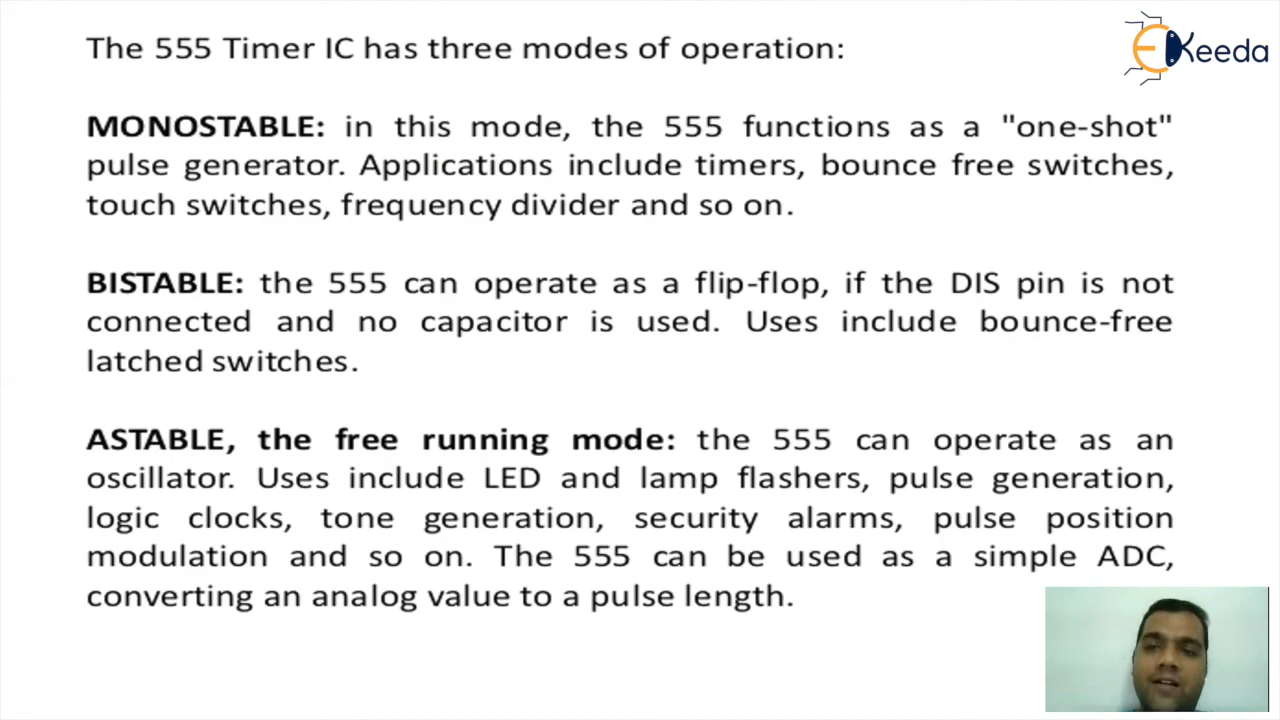 The 555 Timer IC has three modes of operation:
EKeeda
MONOSTABLE: in this mode, the 555 functions as a "one-shot"
pulse generator. Applications include timers, bounce free switches,
touch switches, frequency divider and so on.
BISTABLE: the 555 can operate as a flip-flop, if the DIS pin is not
connected and no capacitor is used. Uses include bounce-free
latched switches.
ASTABLE, the free running mode: the 555 can operate as an
oscillator. Uses include LED and lamp flashers, pulse generation,
logic clocks, tone generation, security alarms, pulse position
modulation and so on. The 555 can be used as a simple ADC,
converting an analog value to a pulse length.